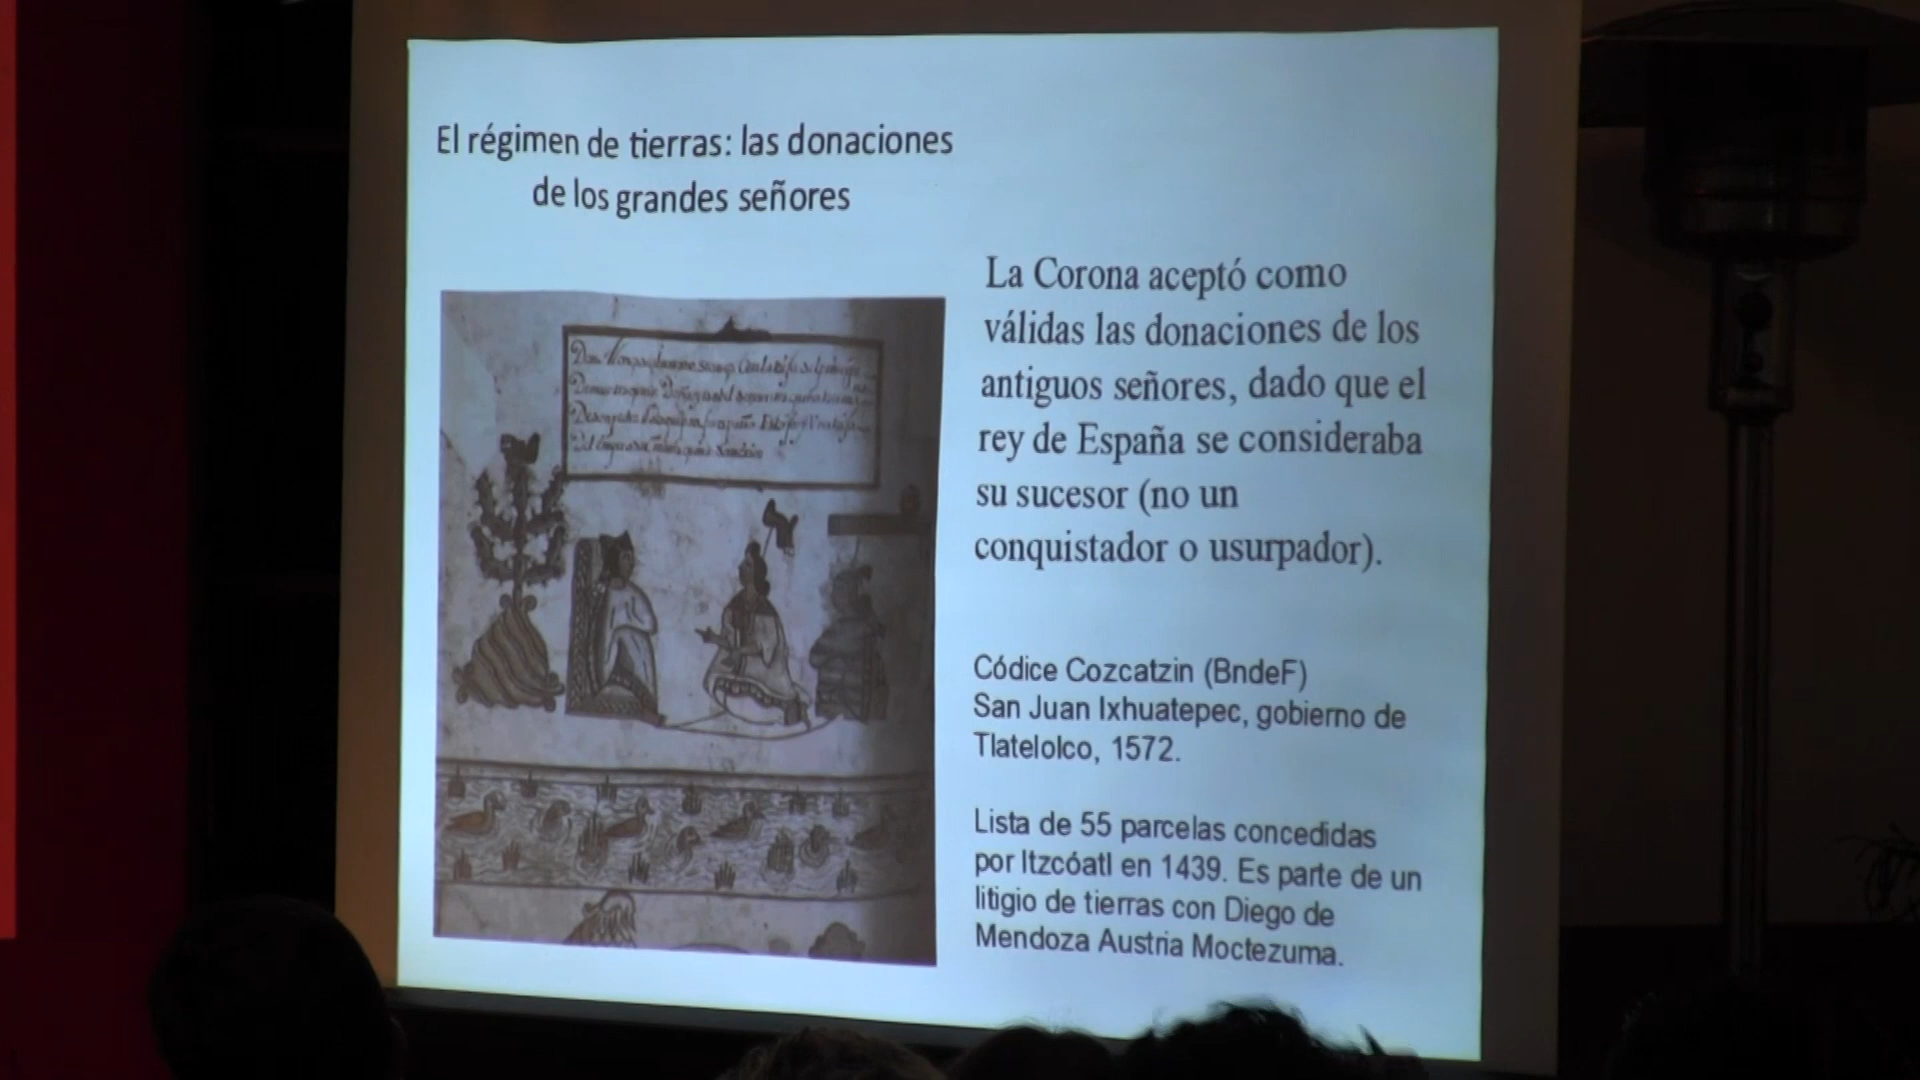 El régimen de tierras: las donaciones
de los grandes señores
La Corona aceptó como
válidas las donaciones de los
antiguos señores, dado que el
rey de España se consideraba
su sucesor (no un
conquistador o usurpador).
Códice Cozcatzin (BndeF)
San Juan Ixhuatepec, gobierno de
Tlatelolco, 1572.
Lista de 55 parcelas concedidas
por Itzcóatl en 1439. Es parte de un
litigio de tierras con Diego de
Mendoza Austria Moctezuma.